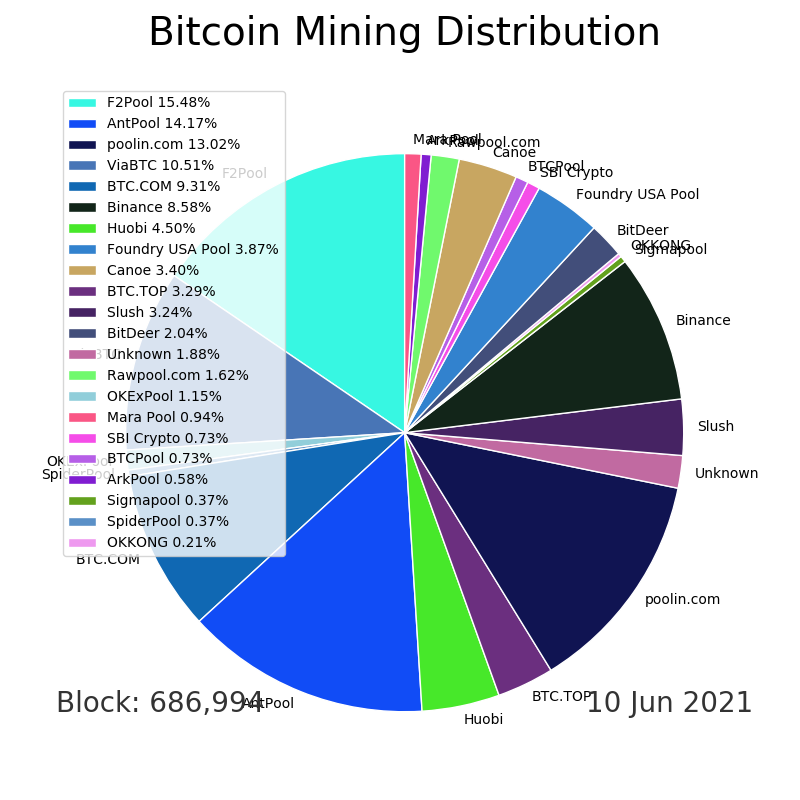 Bitcoin Mining Distribution
F2Pool 15.48%
AntPool 14.17%
poolin.com 13.02%
ViaBTC 10.51%
BTC.COM 9.31%
Binance 8.58%
Huobi 4.50%
Foundry USA Pool 3.87%
Canoe 3.40%
BTC.TOP 3.29%
Slush 3.24%
BitDeer 2.04%
Unknown 1.88%
Rawpool.com 1.62%
OKExPool 1.15%
Mara Pool 0.94%
SBI Crypto 0.73%
BTCPool 0.73%
ArkPool 0.58%
Sigmapool 0.37%
SpiderPool 0.37%
OKKONG 0.21%
Mara Pool
ArkPool
Rawpool.com
Canoe
BTCPool
SBI Crypto
Foundry USA Pool
BitDeer
OKKONG
Sigmapool
Binance
Slush
Unknown
poolin.com
BTC.TOP
Huobi
AntPool
BTC.COM
SpiderPool
OKExPool
F2Pool
Block: 686,994
10 Jun 2021